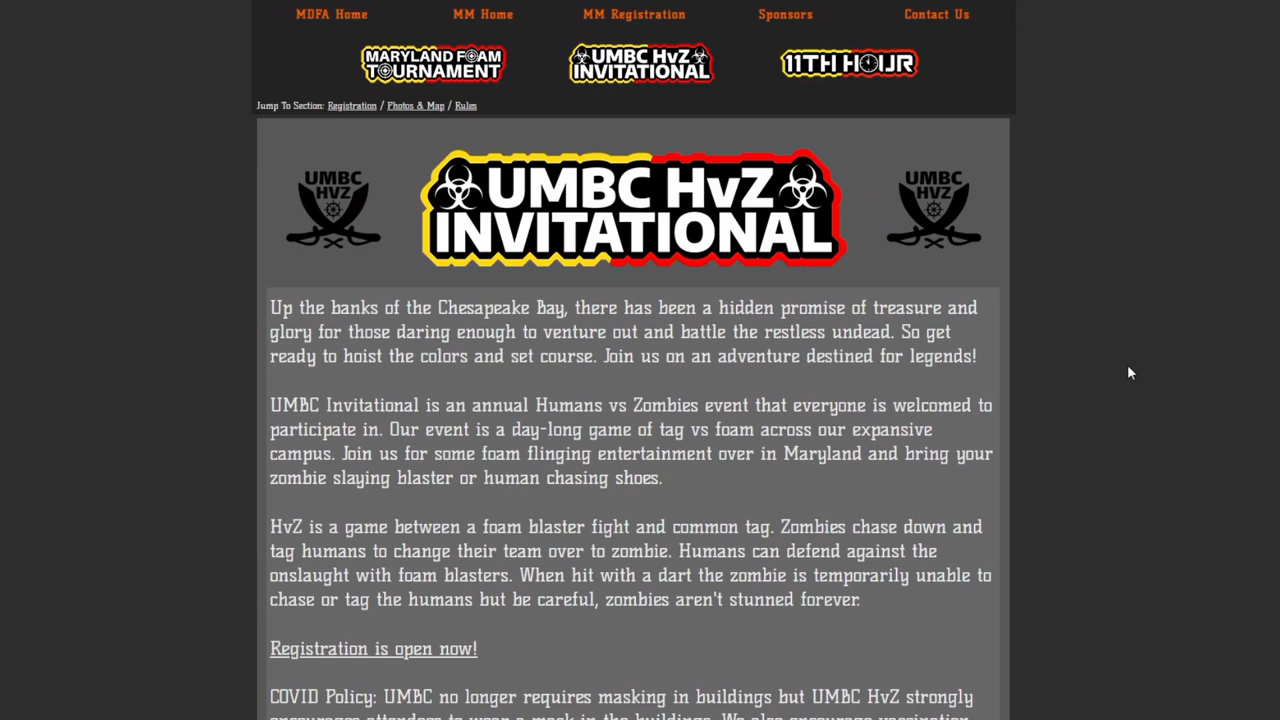 MDFA Home MM Home MM Registration Sponsors Contact Us
MARYLAND FOAM TOURNAMENT
UMBC HvZ INVITATIONAL
11TH HOUR
Jump To Section: Registration / Photos & Map / Rules
UMBC HvZ
UMBC HvZ
INVITATIONAL
UMBC HvZ
Up the banks of the Chesapeake Bay, there has been a hidden promise of treasure and
glory for those daring enough to venture out and battle the restless undead. So get
ready to hoist the colors and set course. Join us on an adventure destined for legends!
UMBC Invitational is an annual Humans vs Zombies event that everyone is welcomed to
participate in. Our event is a day-long game of tag vs foam across our expansive
campus. Join us for some foam flinging entertainment over in Maryland and bring your
zombie slaying blaster or human chasing shoes.
HvZ is a game between a foam blaster fight and common tag. Zombies chase down and
tag humans to change their team over to zombie. Humans can defend against the
onslaught with foam blasters. When hit with a dart the zombie is temporarily unable to
chase or tag the humans but be careful, zombies aren't stunned forever.
Registration is open now!
COVID Policy: UMBC no longer requires masking in buildings but UMBC HvZ strongly
encourages attendees to wear a mask in the buildings. We also encourage vaccination